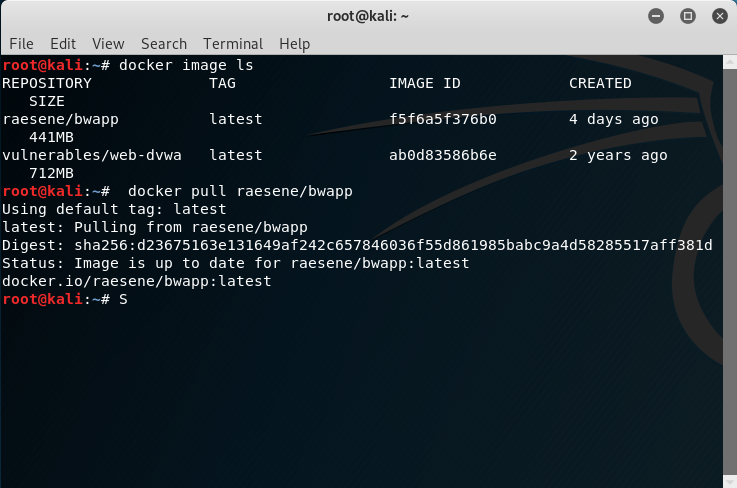 root@kali: ~
File Edit View Search Terminal Help
root@kali:~# docker image ls
REPOSITORY TAG IMAGE ID CREATED
SIZE
raesene/bwapp latest f5f6a5f376b0 4 days ago
441MB
vulnerables/web-dvwa latest ab0d83586b6e 2 years ago
712MB
root@kali:~# docker pull raesene/bwapp
Using default tag: latest
latest: Pulling from raesene/bwapp
Digest: sha256:d23675163e131649af242c657846036f55d861985babc9a4d58285517aff381d
Status: Image is up to date for raesene/bwapp:latest
docker.io/raesene/bwapp:latest
root@kali:~# S